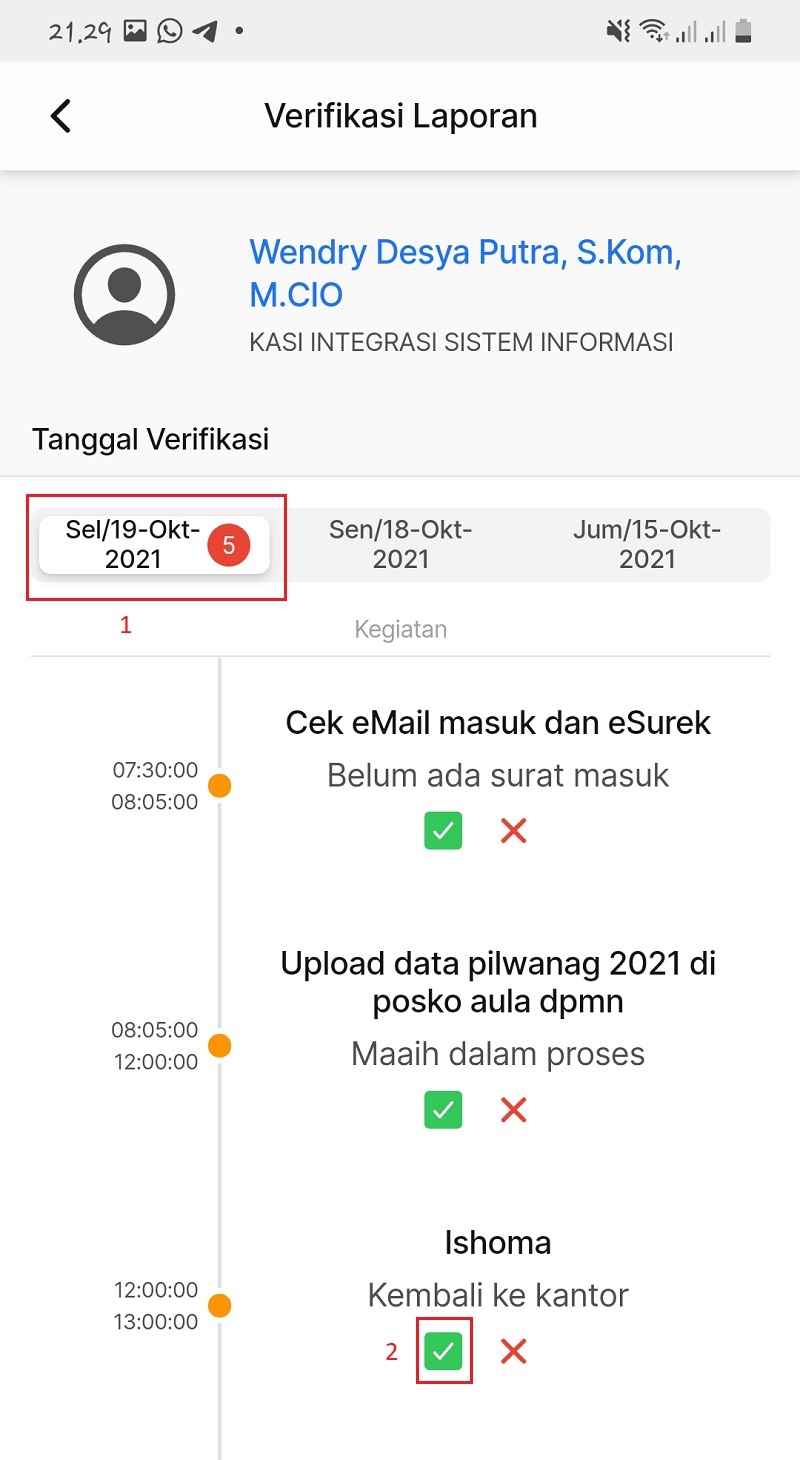 21.29
Verifikasi Laporan
Wendry Desya Putra, S.Kom,
M.CIO
KASI INTEGRASI SISTEM INFORMASI
Tanggal Verifikasi
Sel/19-Okt-
2021
5
Sen/18-Okt-
2021
Jum/15-Okt-
2021
1
Kegiatan
Cek eMail masuk dan eSurek
07:30:00
08:05:00
Belum ada surat masuk
Upload data pilwanag 2021 di
posko aula dpmn
08:05:00
12:00:00
Maaih dalam proses
Ishoma
12:00:00
13:00:00
Kembali ke kantor
2